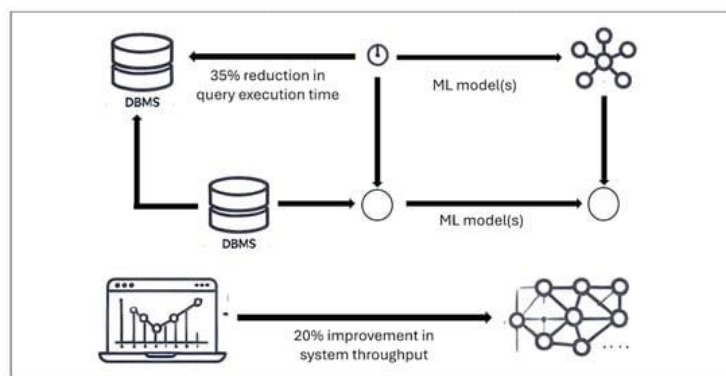 DBMS
35% reduction in
query execution time
ML model(s)
DBMS
ML model(s)
20% improvement in
system throughput